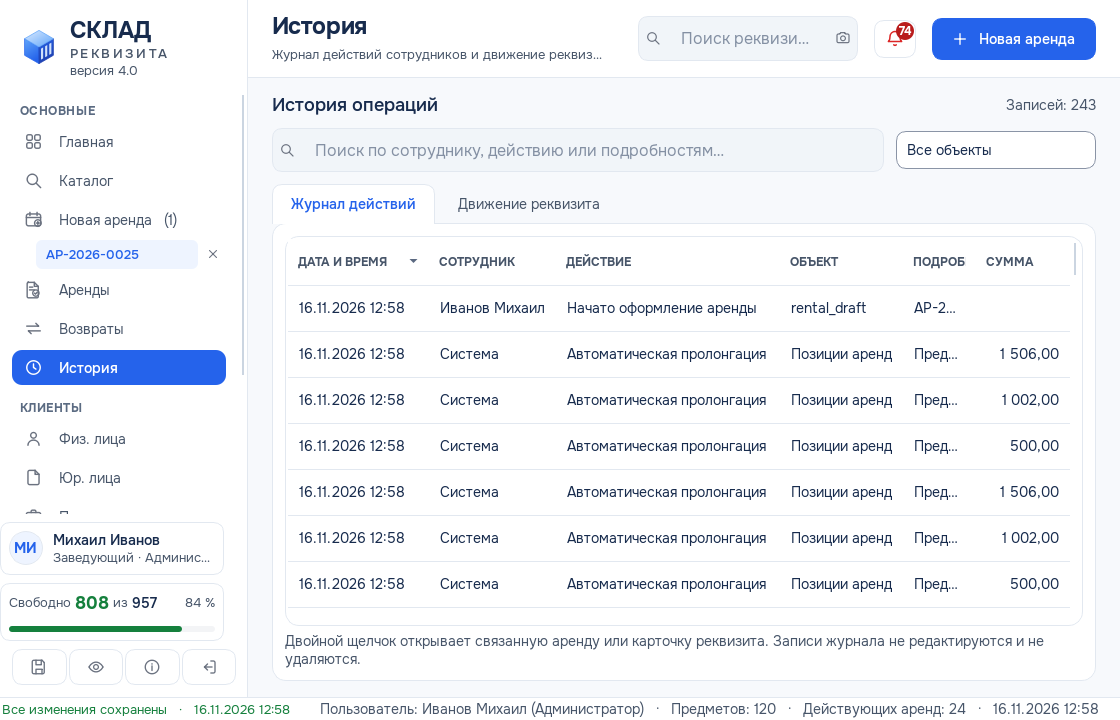 СКЛАД
РЕКВИЗИТА
версия 4.0
ОСНОВНЫЕ
Главная
Каталог
Новая аренда (1)
АР-2026-0025
Аренды
Возвраты
История
КЛИЕНТЫ
Физ. лица
Юр. лица
МИ
Михаил Иванов
Заведующий · Админис...
Свободно 808 из 957 84 %
История
Журнал действий сотрудников и движение реквиз...
Поиск реквизи...
74
Новая аренда
История операций
Записей: 243
Поиск по сотруднику, действию или подробностям...
Все объекты
Журнал действий
Движение реквизита
ДАТА И ВРЕМЯ СОТРУДНИК ДЕЙСТВИЕ ОБЪЕКТ ПОДРОБ СУММА
16.11.2026 12:58 Иванов Михаил Начато оформление аренды rental_draft АР-2...
16.11.2026 12:58 Система Автоматическая пролонгация Позиции аренд Пред... 1 506,00
16.11.2026 12:58 Система Автоматическая пролонгация Позиции аренд Пред... 1 002,00
16.11.2026 12:58 Система Автоматическая пролонгация Позиции аренд Пред... 500,00
16.11.2026 12:58 Система Автоматическая пролонгация Позиции аренд Пред... 1 506,00
16.11.2026 12:58 Система Автоматическая пролонгация Позиции аренд Пред... 1 002,00
16.11.2026 12:58 Система Автоматическая пролонгация Позиции аренд Пред... 500,00
Двойной щелчок открывает связанную аренду или карточку реквизита. Записи журнала не редактируются и не
удаляются.
Все изменения сохранены · 16.11.2026 12:58 Пользователь: Иванов Михаил (Администратор) · Предметов: 120 · Действующих аренд: 24 · 16.11.2026 12:58